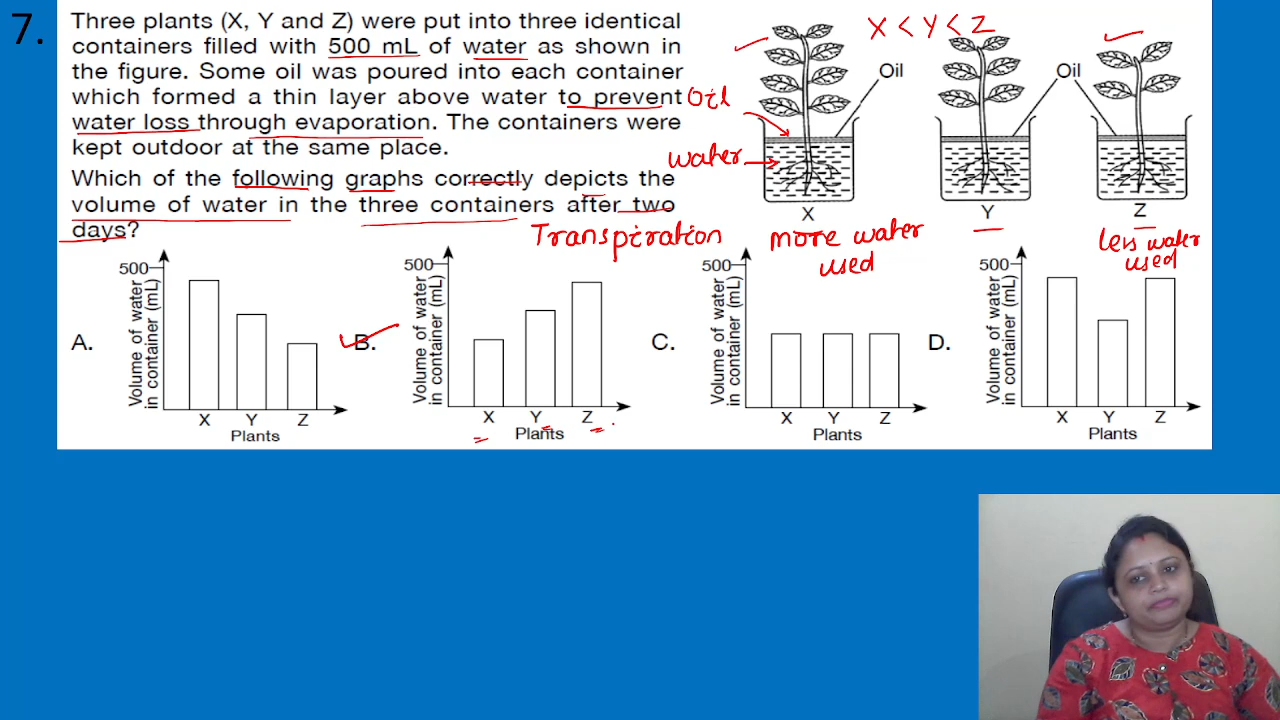 7.
Three plants (X, Y and Z) were put into three identical
containers filled with 500 mL of water as shown in
the figure. Some oil was poured into each container
which formed a thin layer above water to prevent
water loss through evaporation. The containers were
kept outdoor at the same place.
Which of the following graphs correctly depicts the
volume of water in the three containers after two
days?
X < Y < Z
Oil
Oil
Oil
water
X
Y
Z
Transpiration
more water
used
less water
used
A.
500
Volume of water
in container (mL)
X Y Z
Plants
B.
500
Volume of water
in container (mL)
X Y Z
Plants
C.
500
Volume of water
in container (mL)
X Y Z
Plants
D.
500
Volume of water
in container (mL)
X Y Z
Plants